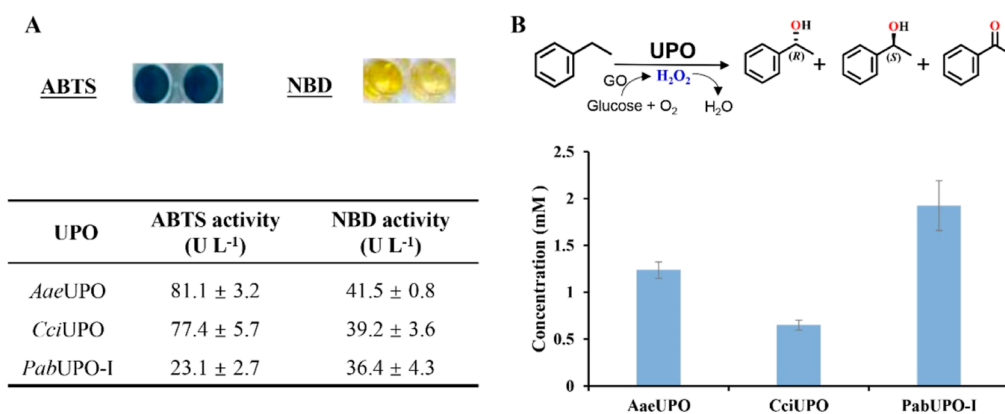 A
ABTS
NBD
UPO ABTS activity (U L⁻¹) NBD activity (U L⁻¹)
AaeUPO 81.1 ± 3.2 41.5 ± 0.8
CciUPO 77.4 ± 5.7 39.2 ± 3.6
PabUPO-I 23.1 ± 2.7 36.4 ± 4.3
B
UPO
GO H₂O₂
Glucose + O₂ H₂O
OH
(R)
+
OH
(S)
+
O
Concentration (mM )
2.5
2
1.5
1
0.5
0
AaeUPO CciUPO PabUPO-I